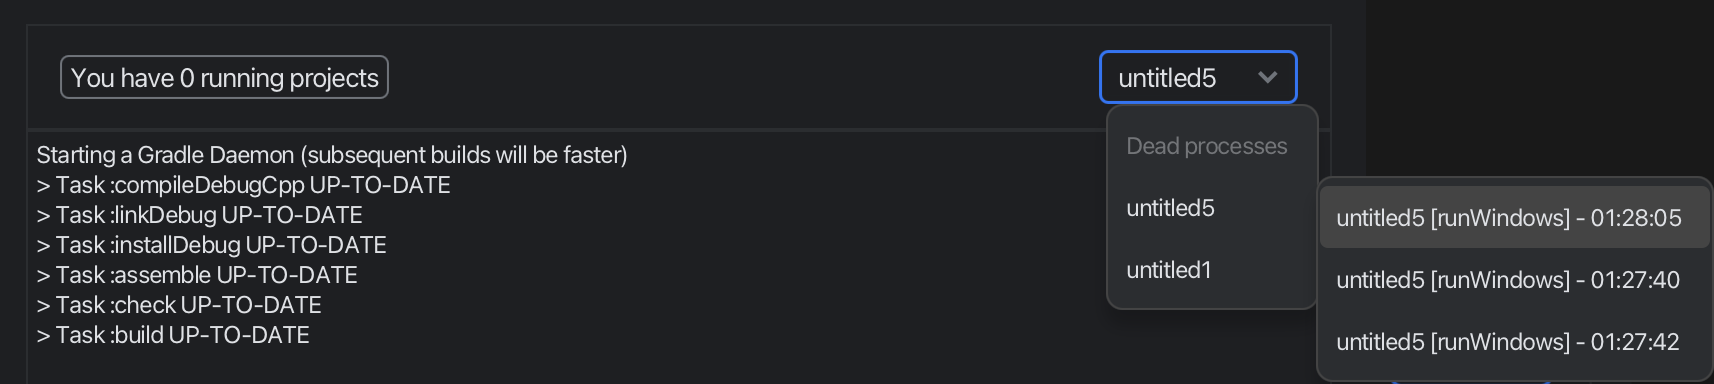 You have 0 running projects
untitled5
Starting a Gradle Daemon (subsequent builds will be faster)
> Task :compileDebugCpp UP-TO-DATE
> Task :linkDebug UP-TO-DATE
> Task :installDebug UP-TO-DATE
> Task :assemble UP-TO-DATE
> Task :check UP-TO-DATE
> Task :build UP-TO-DATE
Dead processes
untitled5
untitled1
untitled5 [runWindows] - 01:28:05
untitled5 [runWindows] - 01:27:40
untitled5 [runWindows] - 01:27:42